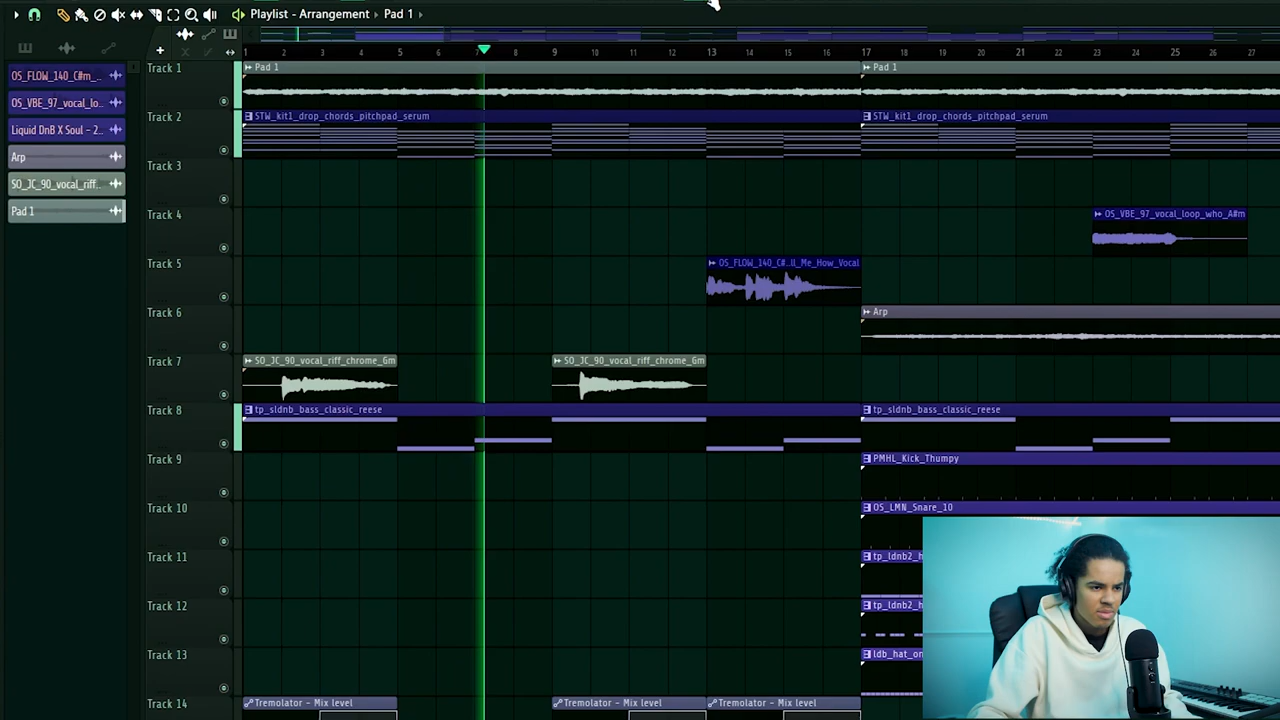 Playlist - Arrangement › Pad 1 ›
1 2 3 4 5 7 8 9 10 11 12 13 14 15 16 17 18 19 20 21 22 23 24 25 26 27
OS_FLOW_140_C#m_..
OS_VBE_97_vocal_lo..
Liquid DnB X Soul - 2..
Arp
SO_JC_90_vocal_riff..
Pad 1
Track 1
Pad 1
Pad 1
Track 2
STW_kit1_drop_chords_pitchpad_serum
STW_kit1_drop_chords_pitchpad_serum
Track 3
Track 4
OS_VBE_97_vocal_loop_who_A#m
Track 5
OS_FLOW_140_C#..ll_Me_How_Vocal
Track 6
Arp
Track 7
SO_JC_90_vocal_riff_chrome_Gm
SO_JC_90_vocal_riff_chrome_Gm
Track 8
tp_sldnb_bass_classic_reese
tp_sldnb_bass_classic_reese
Track 9
PMHL_Kick_Thumpy
Track 10
OS_LMN_Snare_10
Track 11
tp_ldnb2_h
Track 12
tp_ldnb2_h
Track 13
ldb_hat_on
Track 14
Tremolator - Mix level
Tremolator - Mix level
Tremolator - Mix level